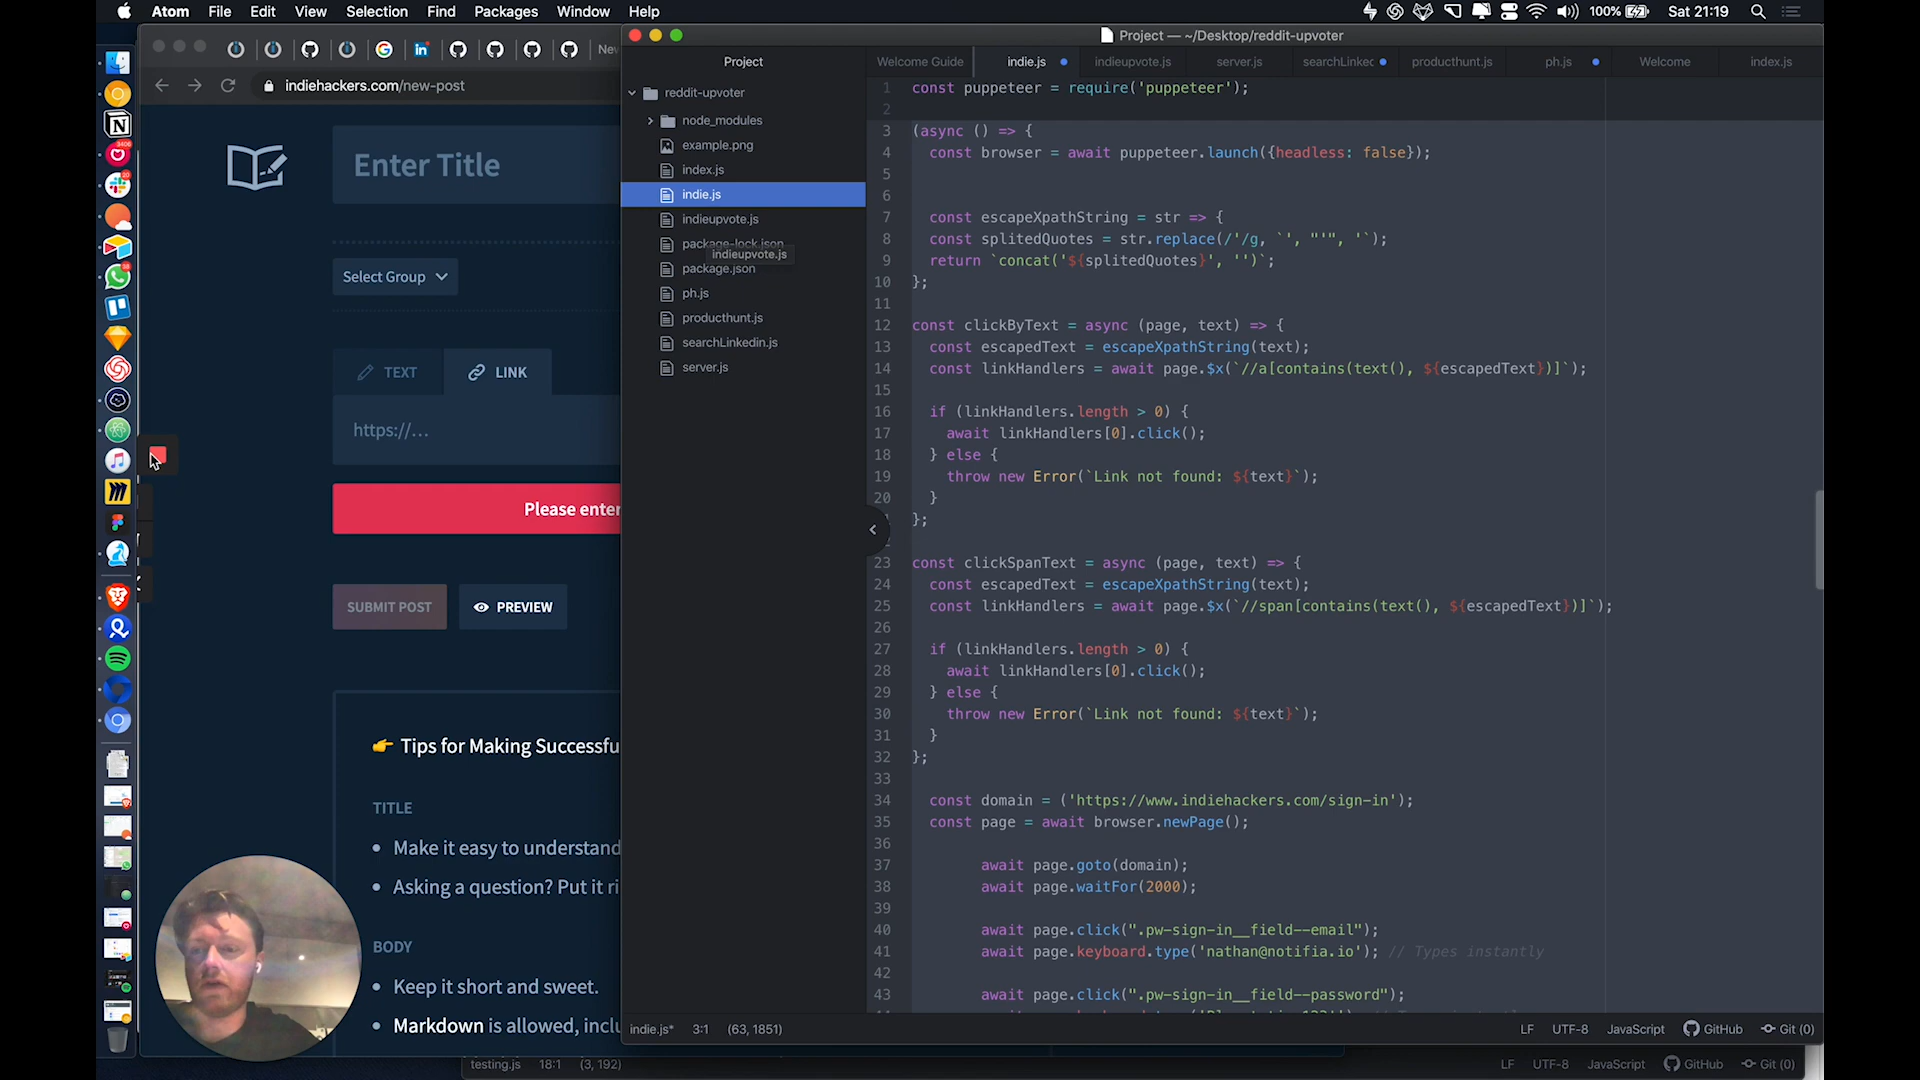 Atom File Edit View Selection Find Packages Window Help
100% Sat 21:19
New
indiehackers.com/new-post
Enter Title
Select Group
TEXT LINK
https://…
Please enter
SUBMIT POST PREVIEW
👉 Tips for Making Successfu
TITLE
• Make it easy to understand
• Asking a question? Put it ri
BODY
• Keep it short and sweet.
• Markdown is allowed, inclu
Project — ~/Desktop/reddit-upvoter
Project
reddit-upvoter
node_modules
example.png
index.js
indie.js
indieupvote.js
package-lock.json
indieupvote.js
package.json
ph.js
producthunt.js
searchLinkedin.js
server.js
Welcome Guide indie.js indieupvote.js server.js searchLinkec producthunt.js ph.js Welcome index.js
1 const puppeteer = require('puppeteer');
2
3 (async () => {
4 const browser = await puppeteer.launch({headless: false});
5
6
7 const escapeXpathString = str => {
8 const splitedQuotes = str.replace(/'/g, `', "'", '`);
9 return `concat('${splitedQuotes}', '')`;
10 };
11
12 const clickByText = async (page, text) => {
13 const escapedText = escapeXpathString(text);
14 const linkHandlers = await page.$x(`//a[contains(text(), ${escapedText})]`);
15
16 if (linkHandlers.length > 0) {
17 await linkHandlers[0].click();
18 } else {
19 throw new Error(`Link not found: ${text}`);
20 }
};
23 const clickSpanText = async (page, text) => {
24 const escapedText = escapeXpathString(text);
25 const linkHandlers = await page.$x(`//span[contains(text(), ${escapedText})]`);
26
27 if (linkHandlers.length > 0) {
28 await linkHandlers[0].click();
29 } else {
30 throw new Error(`Link not found: ${text}`);
31 }
32 };
33
34 const domain = ('https://www.indiehackers.com/sign-in');
35 const page = await browser.newPage();
36
37 await page.goto(domain);
38 await page.waitFor(2000);
39
40 await page.click(".pw-sign-in__field--email");
41 await page.keyboard.type('nathan@notifia.io'); // Types instantly
42
43 await page.click(".pw-sign-in__field--password");
indie.js* 3:1 (63, 1851) LF UTF-8 JavaScript GitHub Git (0)
testing.js 18:1 (3, 192) LF UTF-8 JavaScript GitHub Git (0)